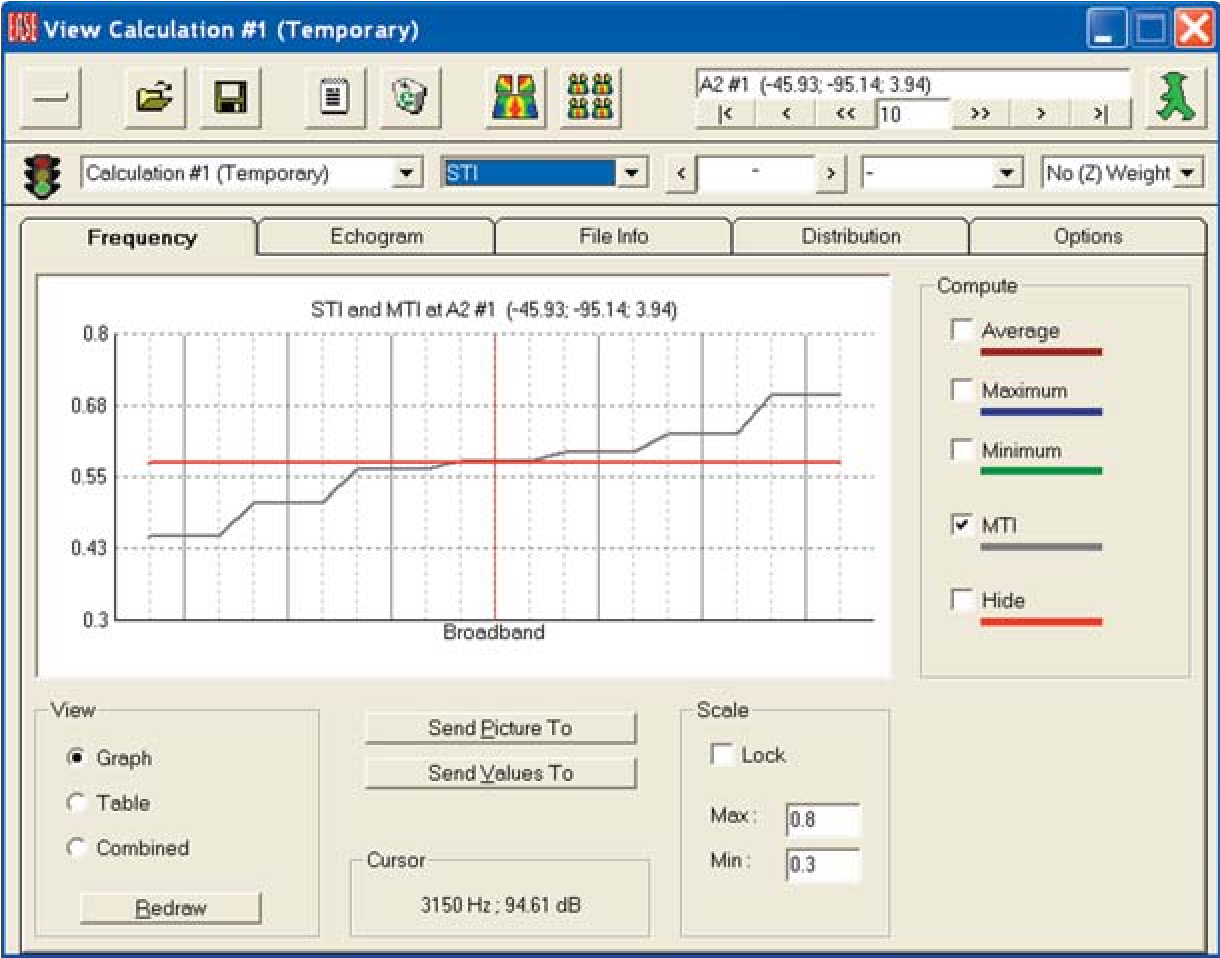 EASE View Calculation #1 (Temporary)
A2 #1 (-45.93; -95.14; 3.94)
|< < << 10 >> > >|
Calculation #1 (Temporary) STI < - > - No (Z) Weight
Frequency Echogram File Info Distribution Options
STI and MTI at A2 #1 (-45.93; -95.14; 3.94)
0.8
0.68
0.55
0.43
0.3
Broadband
Compute
Average
Maximum
Minimum
MTI
Hide
View
Graph
Table
Combined
Redraw
Send Picture To
Send Values To
Cursor
3150 Hz ; 94.61 dB
Scale
Lock
Max : 0.8
Min : 0.3